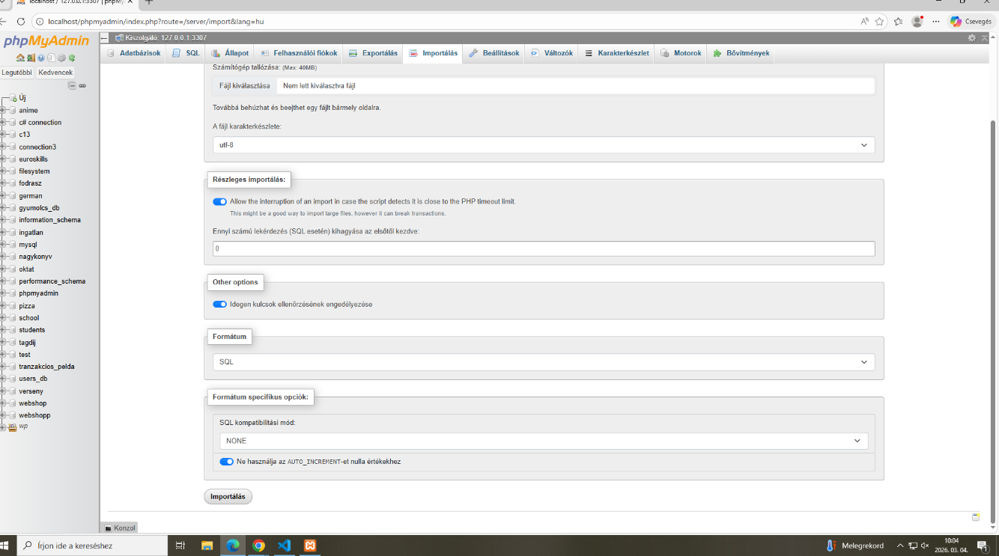 localhost / 127.0.0.1:3307 | phpMy
localhost/phpmyadmin/index.php?route=/server/import&lang=hu
Csevegés
phpMyAdmin
Legutóbbi Kedvencek
Új
anime
c# connection
c13
connection3
euroskills
filesystem
fodrasz
german
gyumolcs_db
information_schema
ingatlan
mysql
nagykonyv
oktat
performance_schema
phpmyadmin
pizza
school
students
tagdij
test
tranzakcios_pelda
users_db
verseny
webshop
webshopp
wp
Kiszolgáló: 127.0.0.1:3307
Adatbázisok SQL Állapot Felhasználói fiókok Exportálás Importálás Beállítások Változók Karakterkészlet Motorok Bővítmények
Számítógép tallózása: (Max: 40MB)
Fájl kiválasztása Nem lett kiválasztva fájl
Továbbá behúzhat és beejthet egy fájlt bármely oldalra.
A fájl karakterkészlete:
utf-8
Részleges importálás:
Allow the interruption of an import in case the script detects it is close to the PHP timeout limit.
This might be a good way to import large files, however it can break transactions.
Ennyi számú lekérdezés (SQL esetén) kihagyása az elsőtől kezdve:
0
Other options
Idegen kulcsok ellenőrzésének engedélyezése
Formátum
SQL
Formátum specifikus opciók:
SQL kompatibilitási mód:
NONE
Ne használja az AUTO_INCREMENT-et nulla értékekhez
Importálás
Konzol
Írjon ide a kereséshez
Melegrekord
10:04
2026. 03. 04.
1